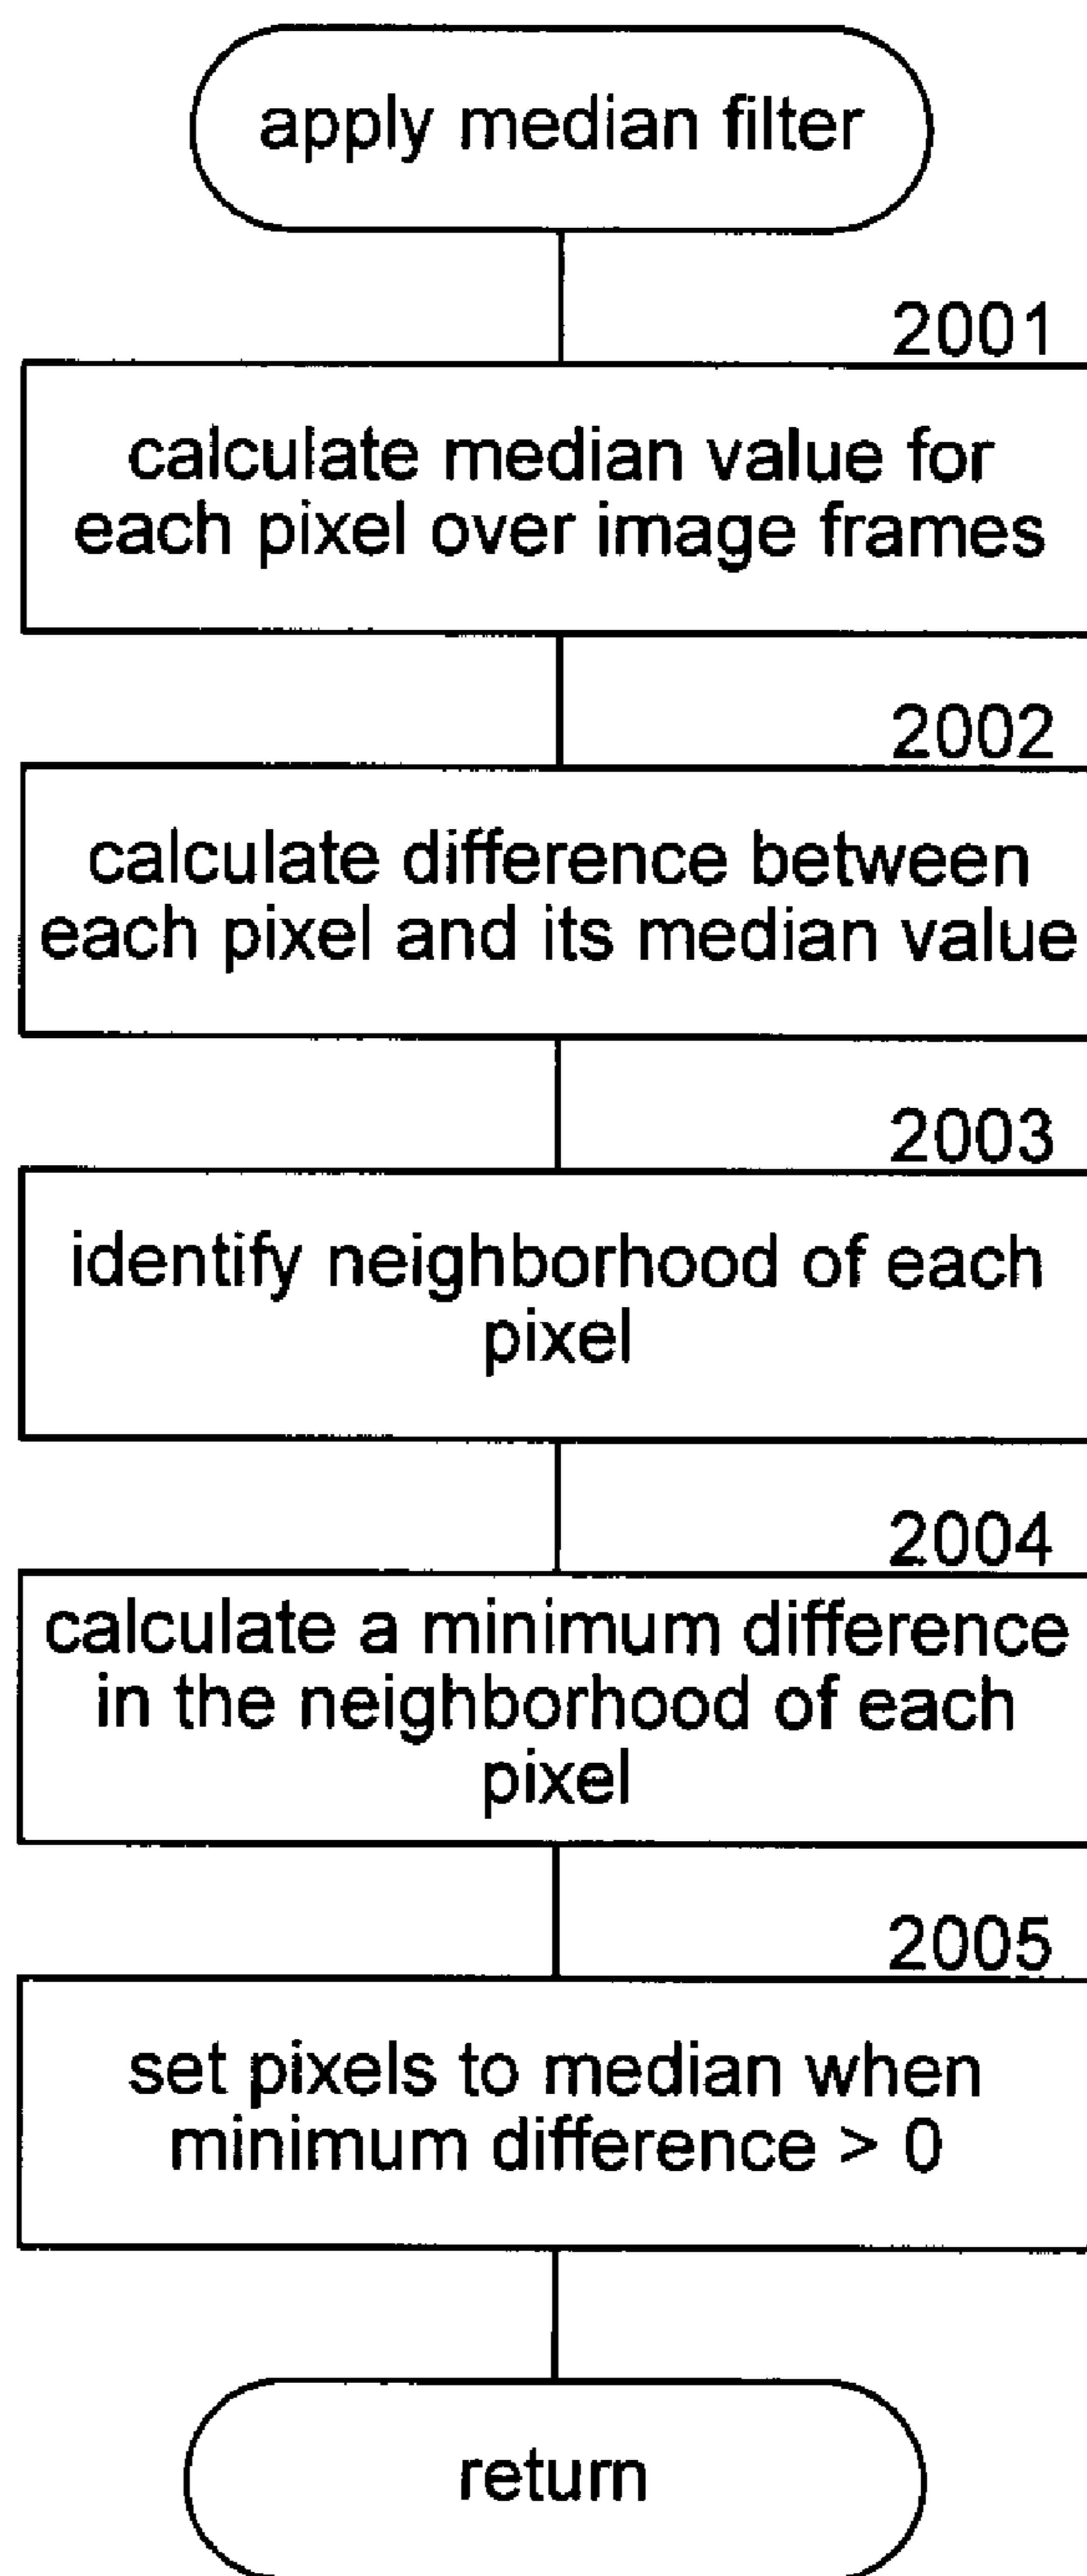 apply median filter
2001
calculate median value for
each pixel over image frames
2002
calculate difference between
each pixel and its median value
2003
identify neighborhood of each
pixel
2004
calculate a minimum difference
in the neighborhood of each
pixel
2005
set pixels to median when
minimum difference > 0
return